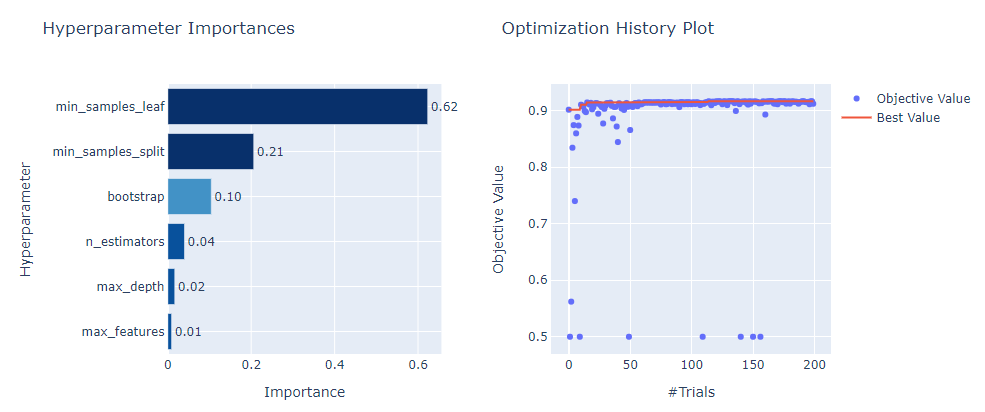 Hyperparameter Importances
Hyperparameter
min_samples_leaf
0.62
min_samples_split
0.21
bootstrap
0.10
n_estimators
0.04
max_depth
0.02
max_features
0.01
0 0.2 0.4 0.6
Importance
Optimization History Plot
Objective Value
0.9
0.8
0.7
0.6
0.5
0 50 100 150 200
#Trials
Objective Value
Best Value